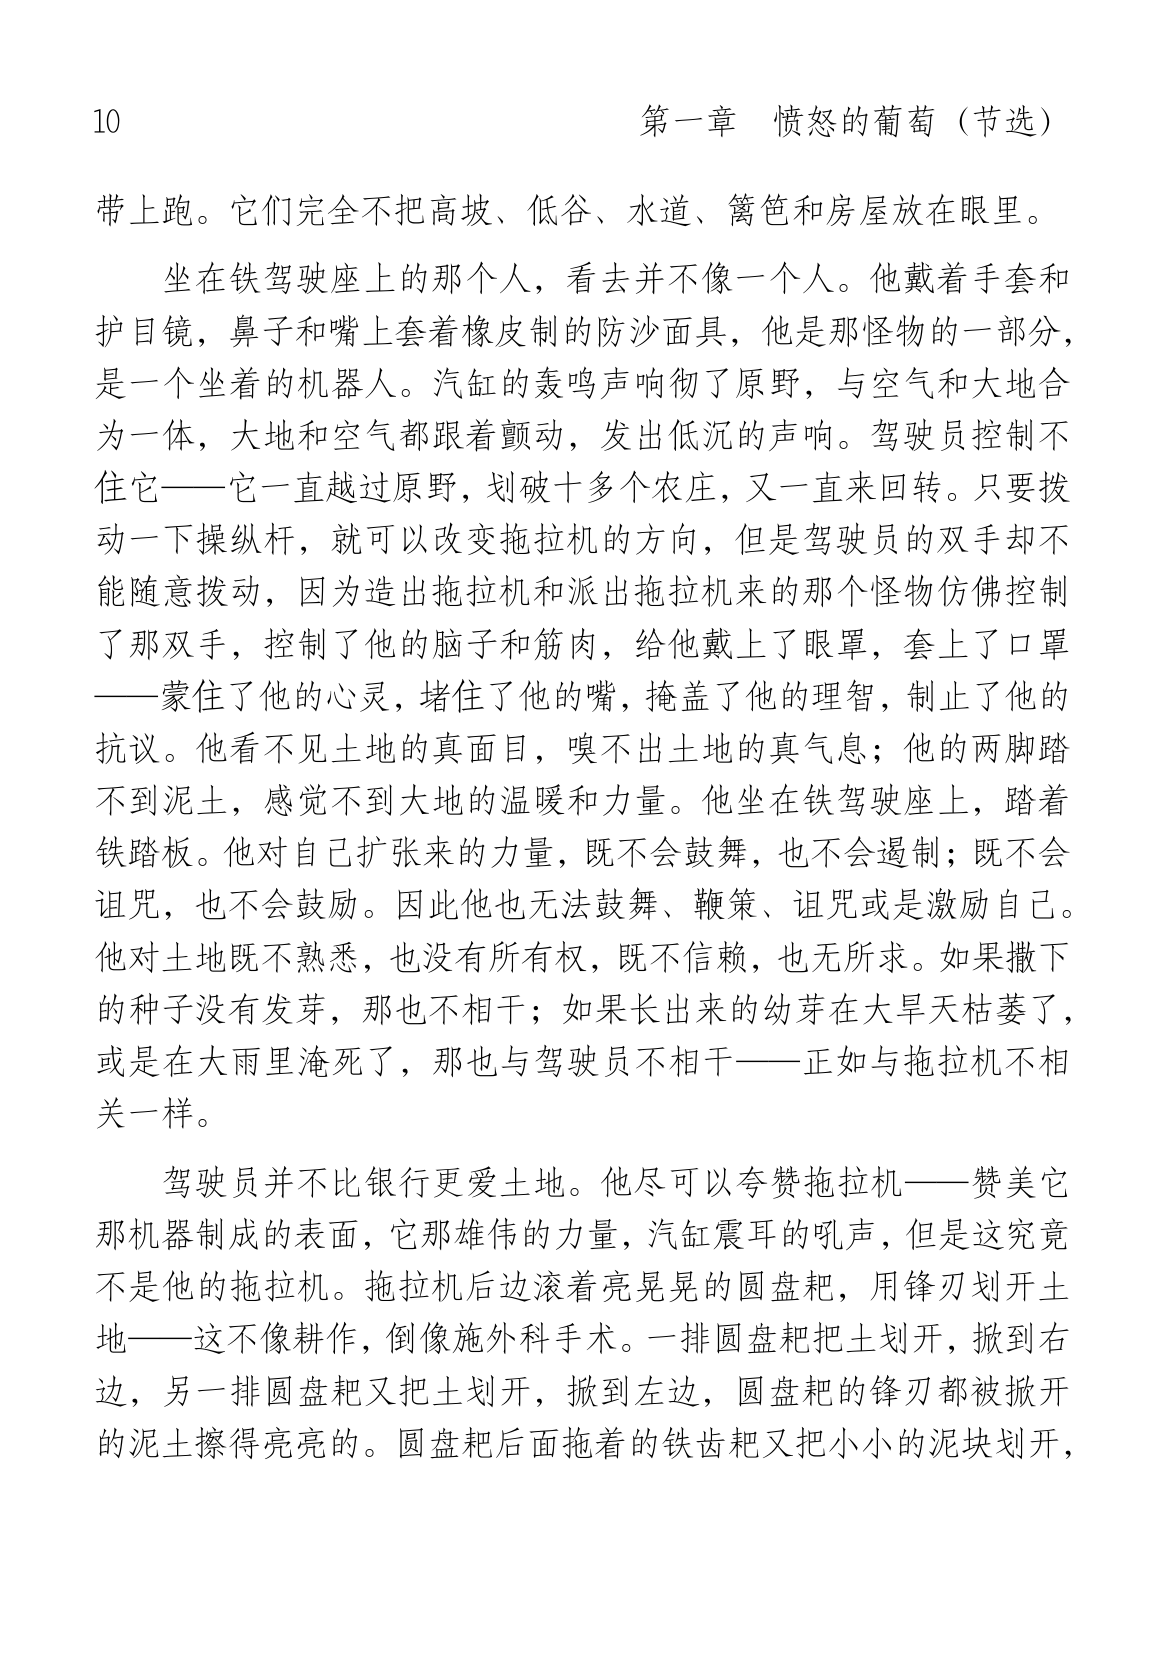 10
第一章　愤怒的葡萄（节选）
带上跑。它们完全不把高坡、低谷、水道、篱笆和房屋放在眼里。
坐在铁驾驶座上的那个人，看去并不像一个人。他戴着手套和
护目镜，鼻子和嘴上套着橡皮制的防沙面具，他是那怪物的一部分，
是一个坐着的机器人。汽缸的轰鸣声响彻了原野，与空气和大地合
为一体，大地和空气都跟着颤动，发出低沉的声响。驾驶员控制不
住它——它一直越过原野，划破十多个农庄，又一直来回转。只要拨
动一下操纵杆，就可以改变拖拉机的方向，但是驾驶员的双手却不
能随意拨动，因为造出拖拉机和派出拖拉机来的那个怪物仿佛控制
了那双手，控制了他的脑子和筋肉，给他戴上了眼罩，套上了口罩
——蒙住了他的心灵，堵住了他的嘴，掩盖了他的理智，制止了他的
抗议。他看不见土地的真面目，嗅不出土地的真气息；他的两脚踏
不到泥土，感觉不到大地的温暖和力量。他坐在铁驾驶座上，踏着
铁踏板。他对自己扩张来的力量，既不会鼓舞，也不会遏制；既不会
诅咒，也不会鼓励。因此他也无法鼓舞、鞭策、诅咒或是激励自己。
他对土地既不熟悉，也没有所有权，既不信赖，也无所求。如果撒下
的种子没有发芽，那也不相干；如果长出来的幼芽在大旱天枯萎了，
或是在大雨里淹死了，那也与驾驶员不相干——正如与拖拉机不相
关一样。
驾驶员并不比银行更爱土地。他尽可以夸赞拖拉机——赞美它
那机器制成的表面，它那雄伟的力量，汽缸震耳的吼声，但是这究竟
不是他的拖拉机。拖拉机后边滚着亮晃晃的圆盘耙，用锋刃划开土
地——这不像耕作，倒像施外科手术。一排圆盘耙把土划开，掀到右
边，另一排圆盘耙又把土划开，掀到左边，圆盘耙的锋刃都被掀开
的泥土擦得亮亮的。圆盘耙后面拖着的铁齿耙又把小小的泥块划开，